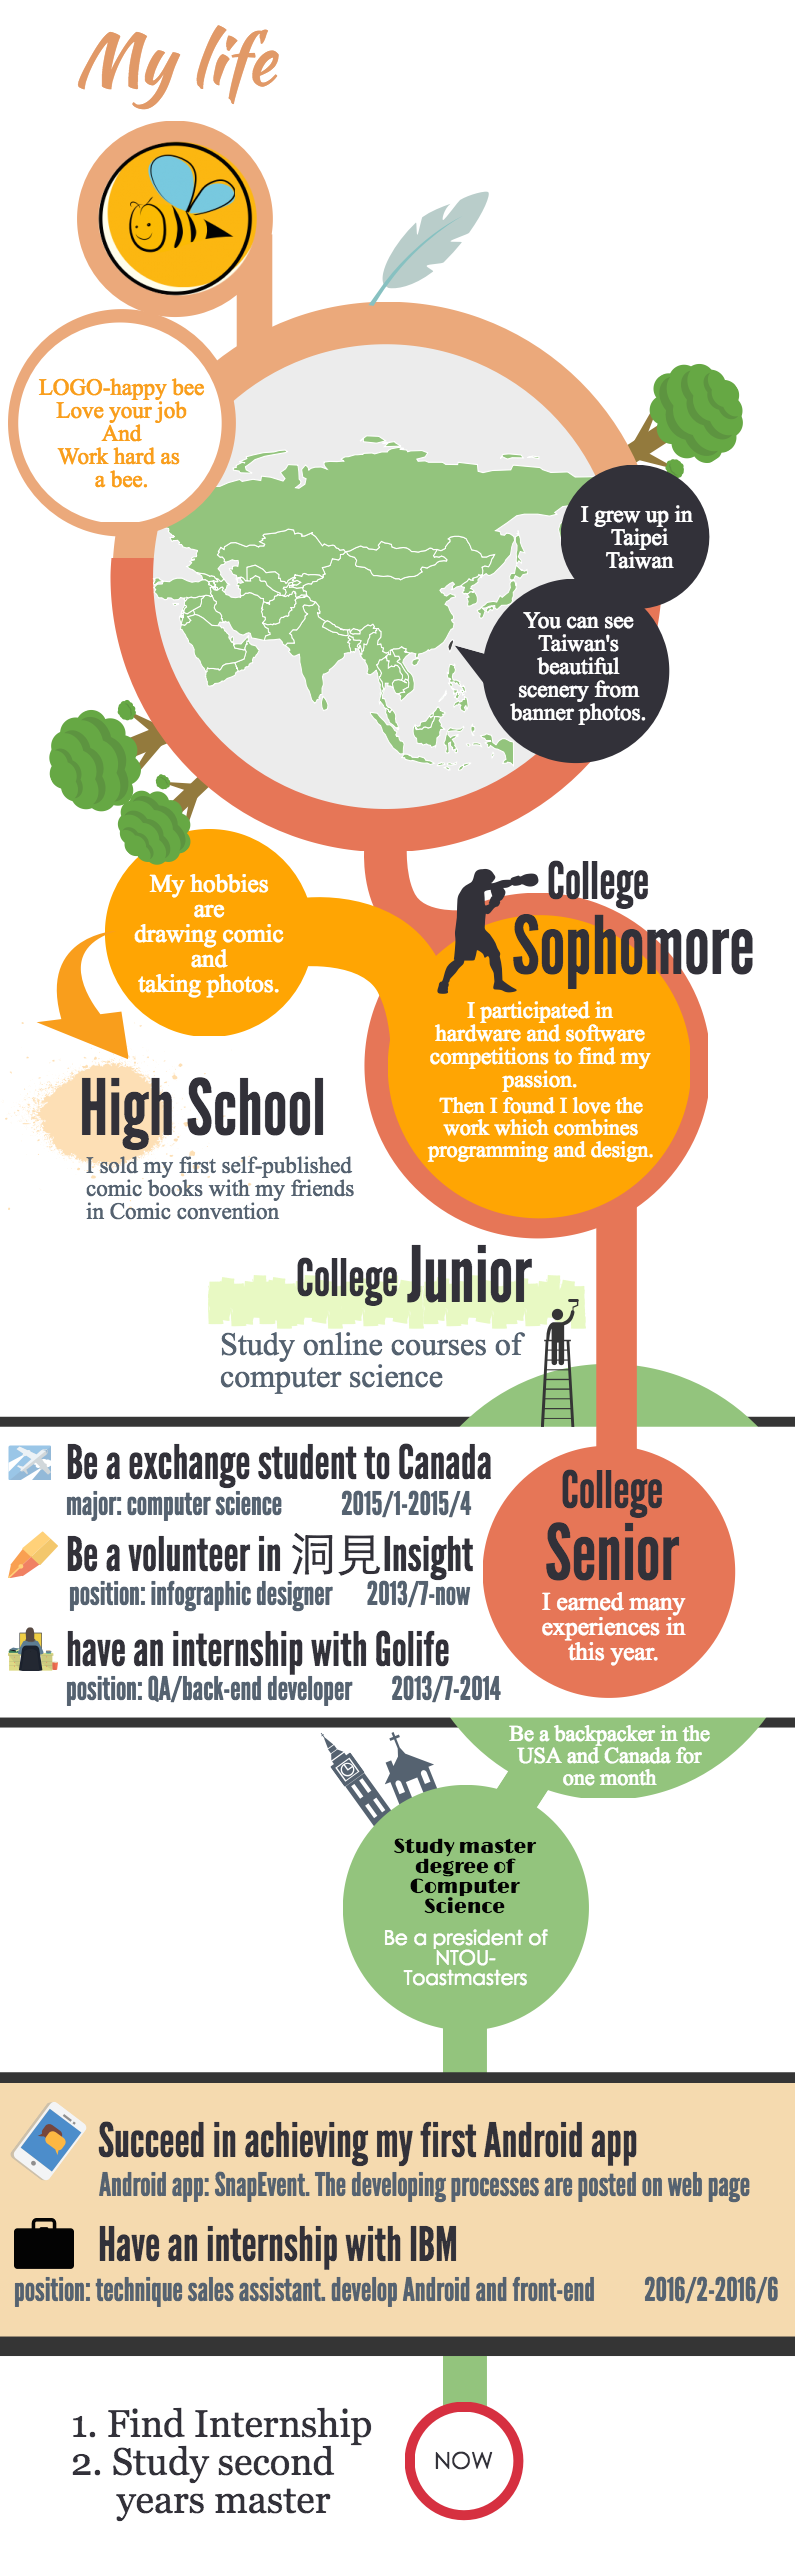 My life
LOGO-happy bee
Love your job
And
Work hard as
a bee.
I grew up in
Taipei
Taiwan
You can see
Taiwan's
beautiful
scenery from
banner photos.
My hobbies
are
drawing comic
and
taking photos.
High School
I sold my first self-published
comic books with my friends
in Comic convention
College
Sophomore
I participated in
hardware and software
competitions to find my
passion.
Then I found I love the
work which combines
programming and design.
College Junior
Study online courses of
computer science
Be a exchange student to Canada
major: computer science 2015/1-2015/4
Be a volunteer in 洞見Insight
position: infographic designer 2013/7-now
have an internship with Golife
position: QA/back-end developer 2013/7-2014
College
Senior
I earned many
experiences in
this year.
Be a backpacker in the
USA and Canada for
one month
Study master
degree of
Computer
Science
Be a president of
NTOU-
Toastmasters
Succeed in achieving my first Android app
Android app: SnapEvent. The developing processes are posted on web page
Have an internship with IBM
position: technique sales assistant. develop Android and front-end 2016/2-2016/6
1. Find Internship
2. Study second
years master
NOW